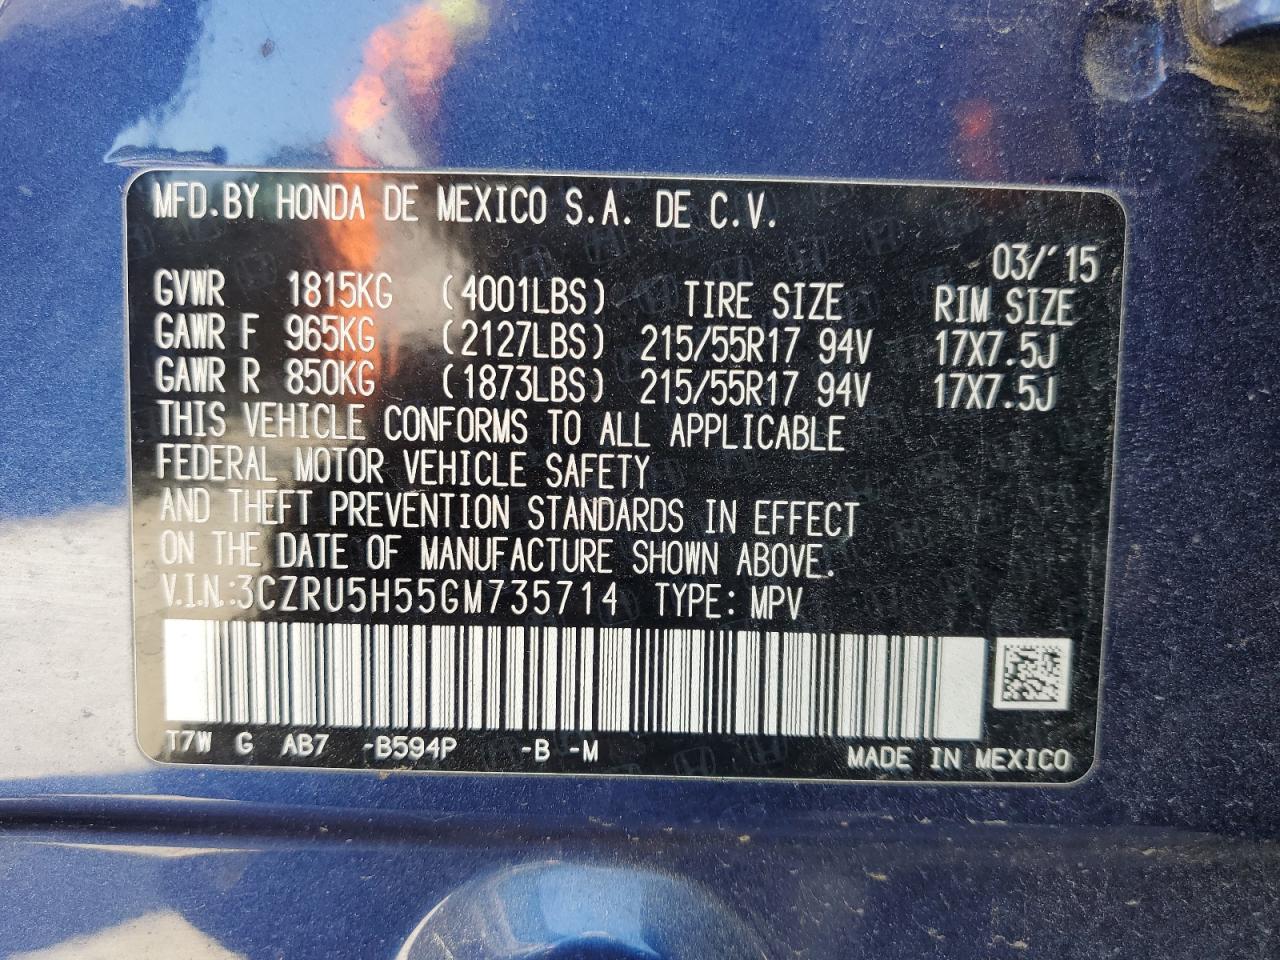 MFD.BY HONDA DE MEXICO S.A. DE C.V.
03/'15
GVWR 1815KG (4001LBS) TIRE SIZE RIM SIZE
GAWR F 965KG (2127LBS) 215/55R17 94V 17X7.5J
GAWR R 850KG (1873LBS) 215/55R17 94V 17X7.5J
THIS VEHICLE CONFORMS TO ALL APPLICABLE
FEDERAL MOTOR VEHICLE SAFETY
AND THEFT PREVENTION STANDARDS IN EFFECT
ON THE DATE OF MANUFACTURE SHOWN ABOVE.
V.I.N.:3CZRU5H55GM735714 TYPE: MPV
T7W G AB7 -B594P -B -M MADE IN MEXICO